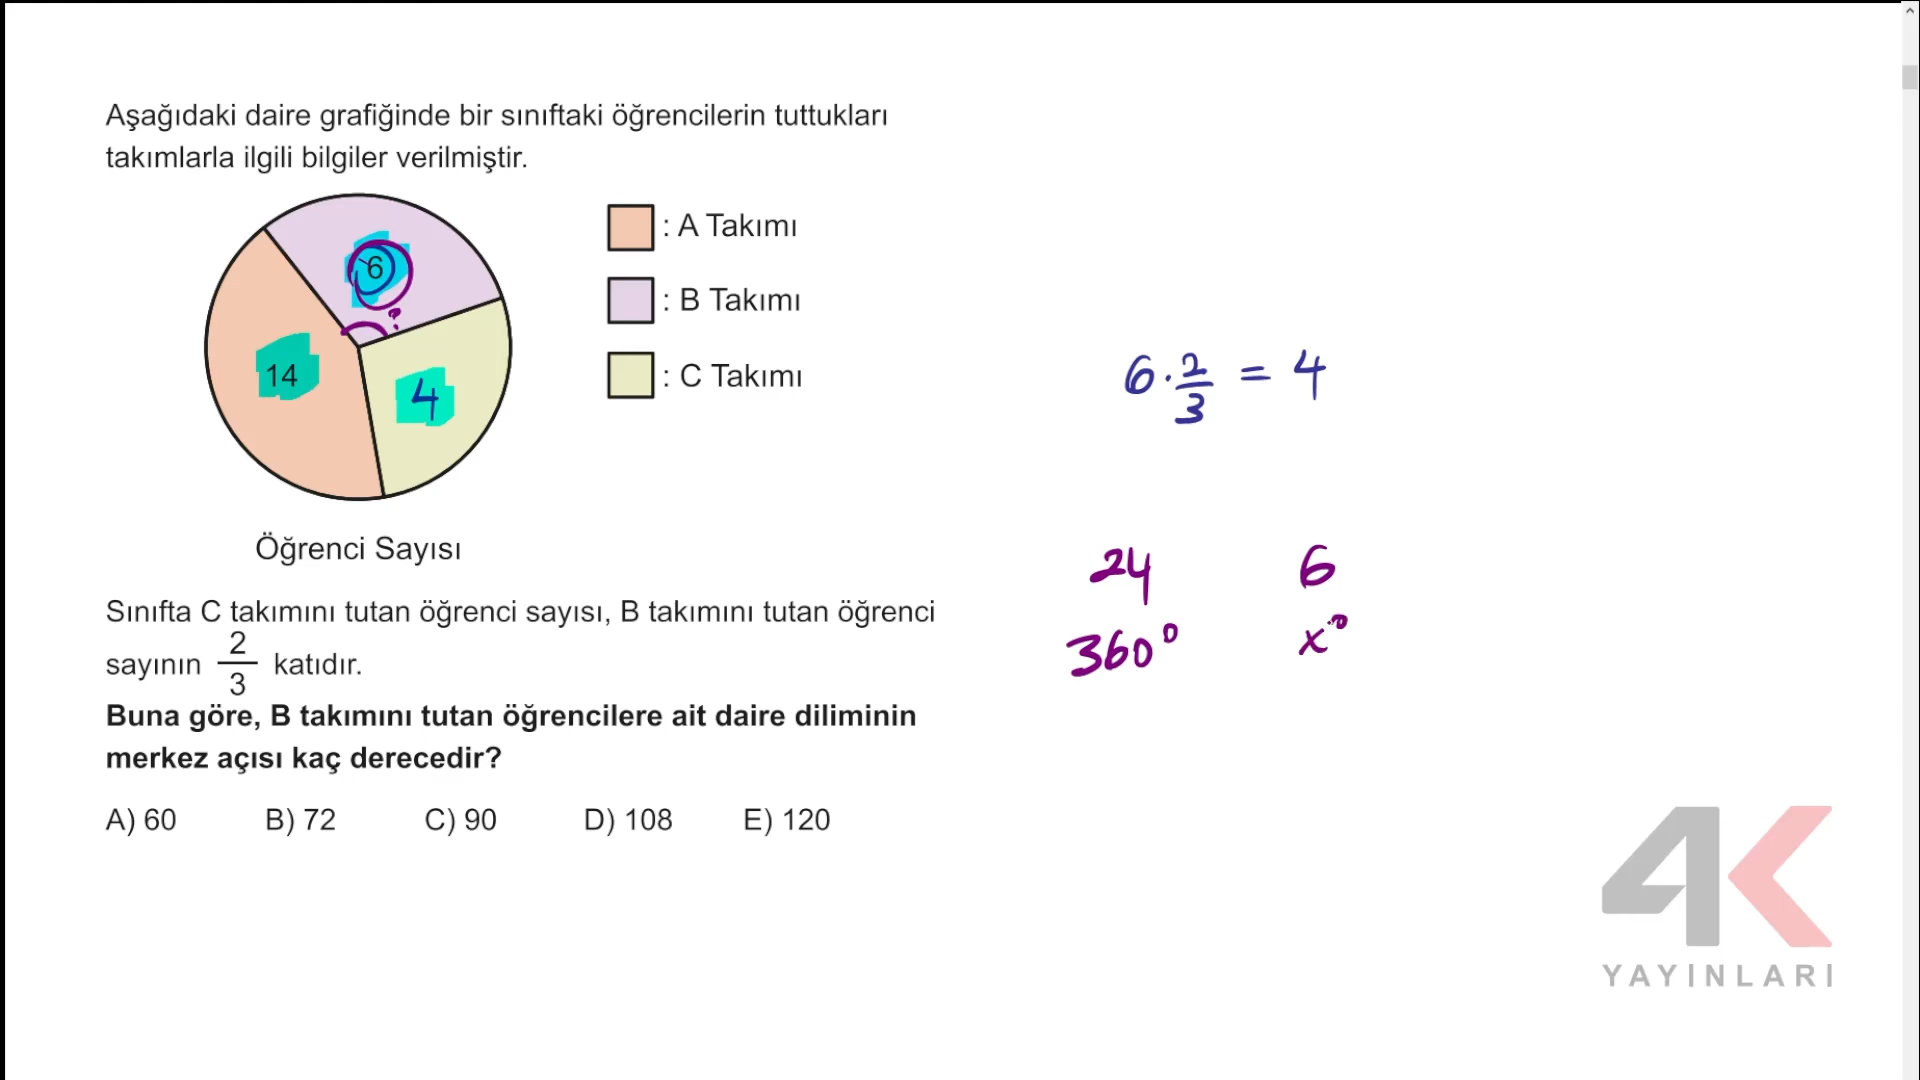 Aşağıdaki daire grafiğinde bir sınıftaki öğrencilerin tuttukları
takımlarla ilgili bilgiler verilmiştir.
6
?
14
4
: A Takımı
: B Takımı
: C Takımı
Öğrenci Sayısı
6 · 2/3 = 4
24 6
360° x°
Sınıfta C takımını tutan öğrenci sayısı, B takımını tutan öğrenci
sayının 2/3 katıdır.
Buna göre, B takımını tutan öğrencilere ait daire diliminin
merkez açısı kaç derecedir?
A) 60 B) 72 C) 90 D) 108 E) 120
4K
YAYINLARI